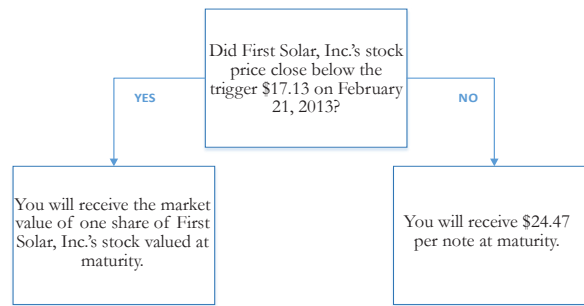 Did First Solar, Inc.’s stock
price close below the
trigger $17.13 on February
21, 2013?
YES
NO
You will receive the market
value of one share of First
Solar, Inc.’s stock valued at
maturity.
You will receive $24.47
per note at maturity.